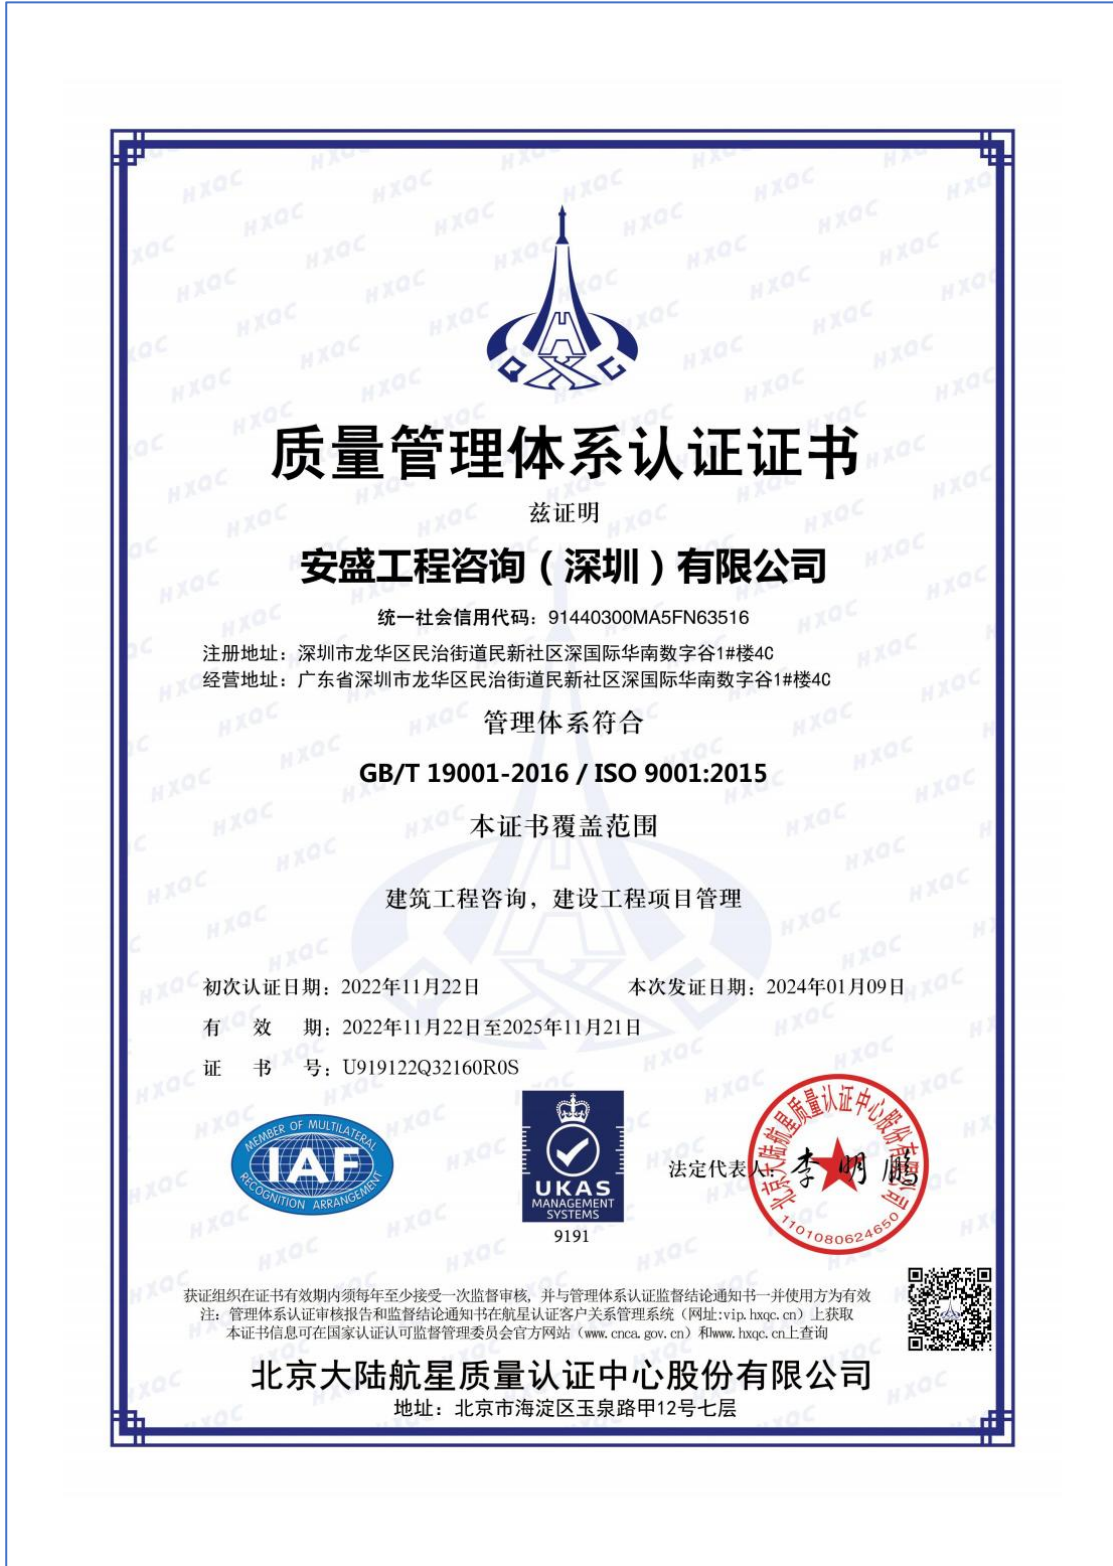 质量管理体系认证证书
兹证明
安盛工程咨询（深圳）有限公司
统一社会信用代码：91440300MA5FN63516
注册地址：深圳市龙华区民治街道民新社区深国际华南数字谷1#楼4C
经营地址：广东省深圳市龙华区民治街道民新社区深国际华南数字谷1#楼4C
管理体系符合
GB/T 19001-2016 / ISO 9001:2015
本证书覆盖范围
建筑工程咨询，建设工程项目管理
初次认证日期：2022年11月22日 本次发证日期：2024年01月09日
有 效 期：2022年11月22日至2025年11月21日
证 书 号：U919122Q32160R0S
MEMBER OF MULTILATERAL
IAF
RECOGNITION ARRANGEMENT
UKAS
MANAGEMENT
SYSTEMS
9191
法定代表人：李明鹏
北京大陆航星质量认证中心股份有限公司
1101080624650
获证组织在证书有效期内须每年至少接受一次监督审核，并与管理体系认证监督结论通知书一并使用方为有效
注：管理体系认证审核报告和监督结论通知书在航星认证客户关系管理系统（网址:vip.hxqc.cn）上获取
本证书信息可在国家认证认可监督管理委员会官方网站（www.cnca.gov.cn）和www.hxqc.cn上查询
北京大陆航星质量认证中心股份有限公司
地址：北京市海淀区玉泉路甲12号七层